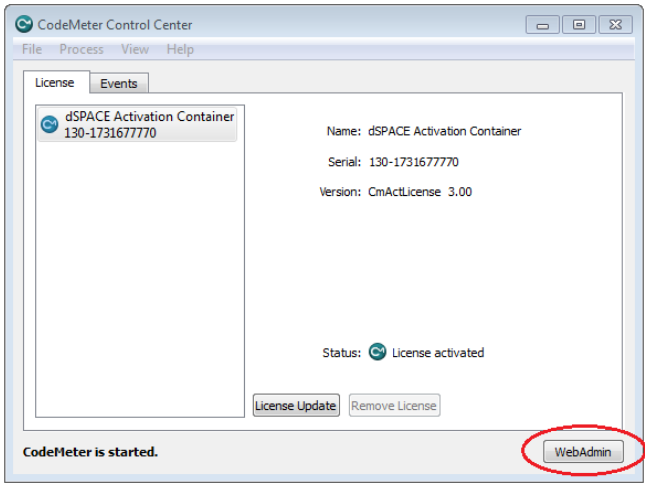 CodeMeter Control Center
File Process View Help
License Events
dSPACE Activation Container
130-1731677770
Name: dSPACE Activation Container
Serial: 130-1731677770
Version: CmActLicense 3.00
Status: License activated
License Update Remove License
CodeMeter is started. WebAdmin